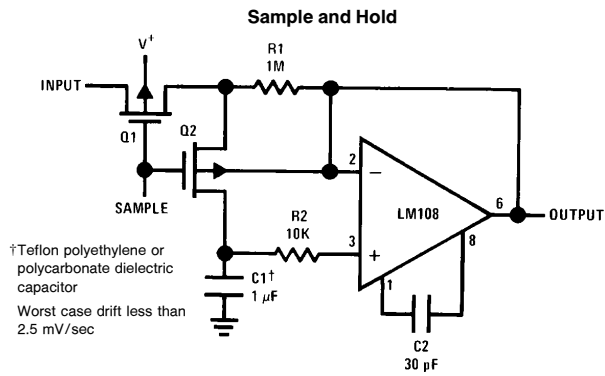 Sample and Hold
V+
R1
1M
INPUT
Q1
Q2
SAMPLE
2
−
LM108
6
OUTPUT
R2
10K
3
+
8
1
†Teflon polyethylene or
polycarbonate dielectric
capacitor
Worst case drift less than
2.5 mV/sec
C1†
1 μF
C2
30 pF